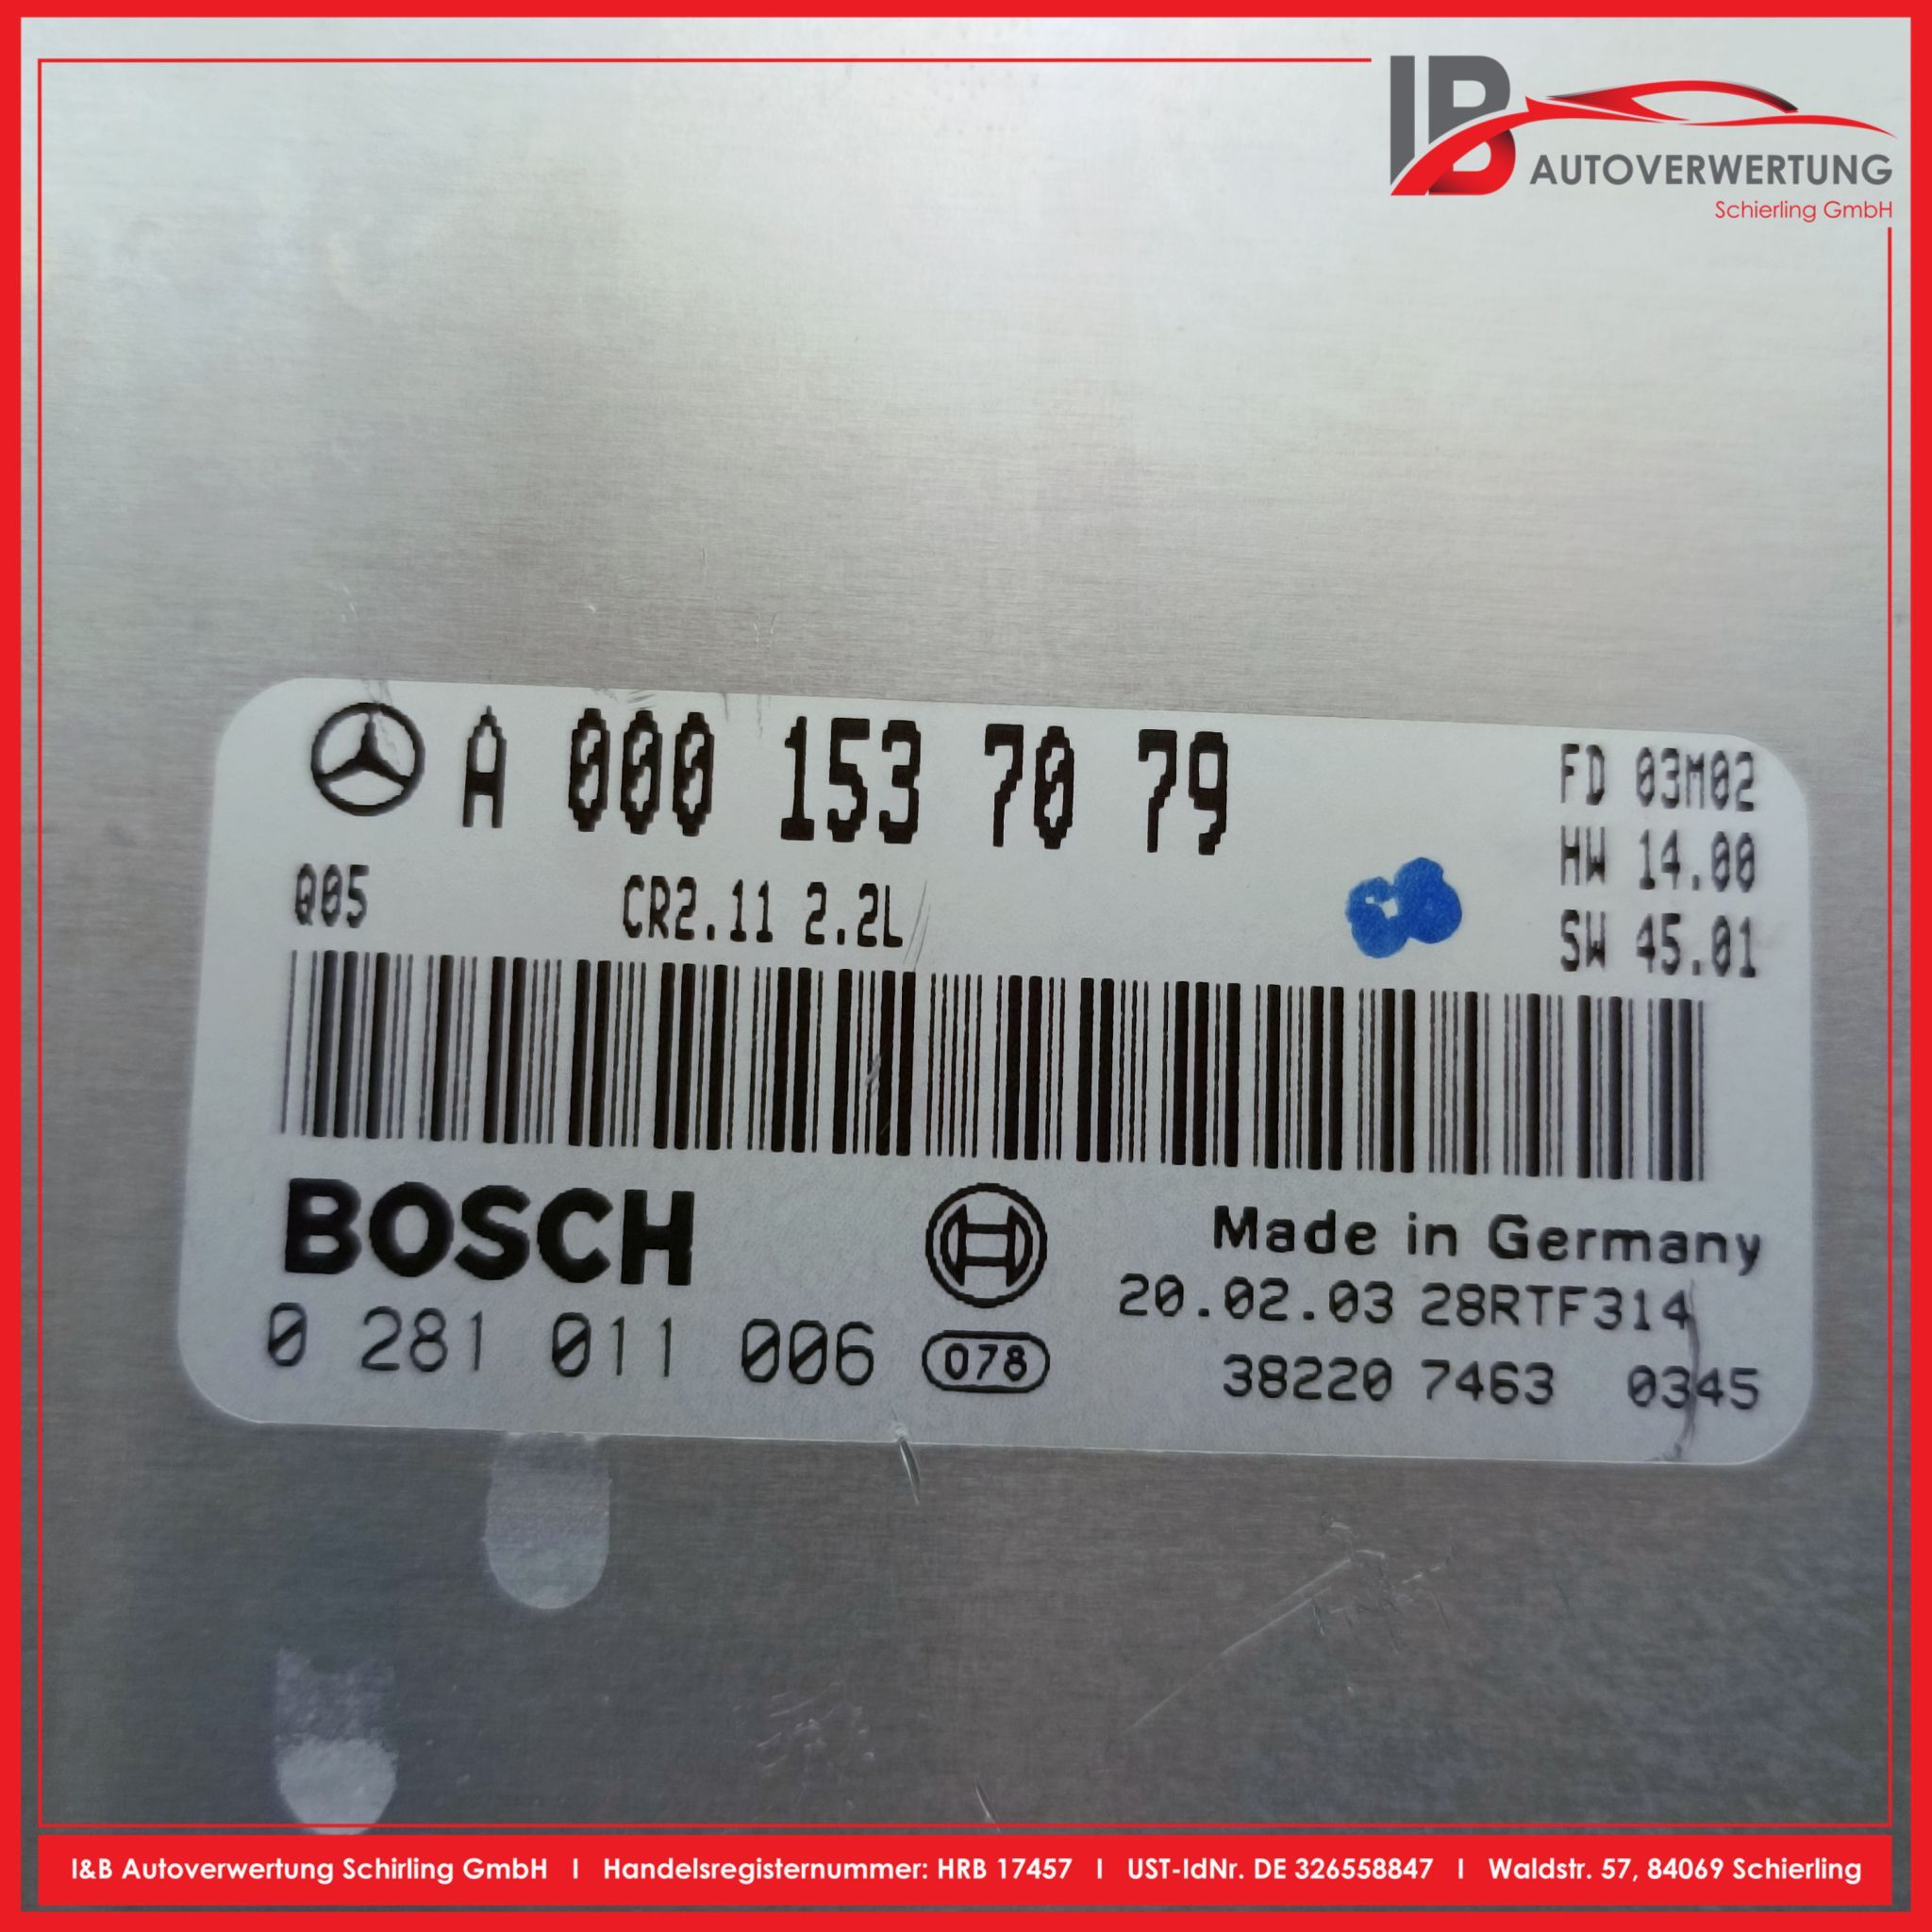 IB
AUTOVERWERTUNG
Schierling GmbH
A 000 153 70 79
FD 03M02
HW 14.00
SW 45.01
Q05 CR2.11 2.2L
BOSCH
Made in Germany
20.02.03 28RTF314
0 281 011 006 078
38220 7463 0345
I&B Autoverwertung Schirling GmbH I Handelsregisternummer: HRB 17457 I UST-IdNr. DE 326558847 I Waldstr. 57, 84069 Schierling